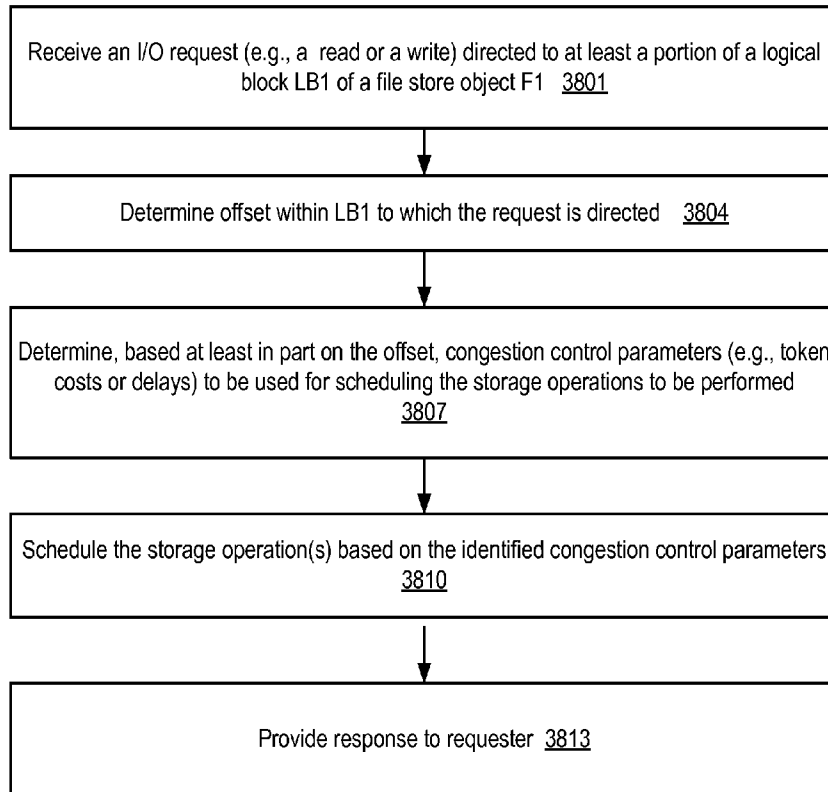 Receive an I/O request (e.g., a read or a write) directed to at least a portion of a logical
block LB1 of a file store object F1 3801
Determine offset within LB1 to which the request is directed 3804
Determine, based at least in part on the offset, congestion control parameters (e.g., token
costs or delays) to be used for scheduling the storage operations to be performed
3807
Schedule the storage operation(s) based on the identified congestion control parameters
3810
Provide response to requester 3813